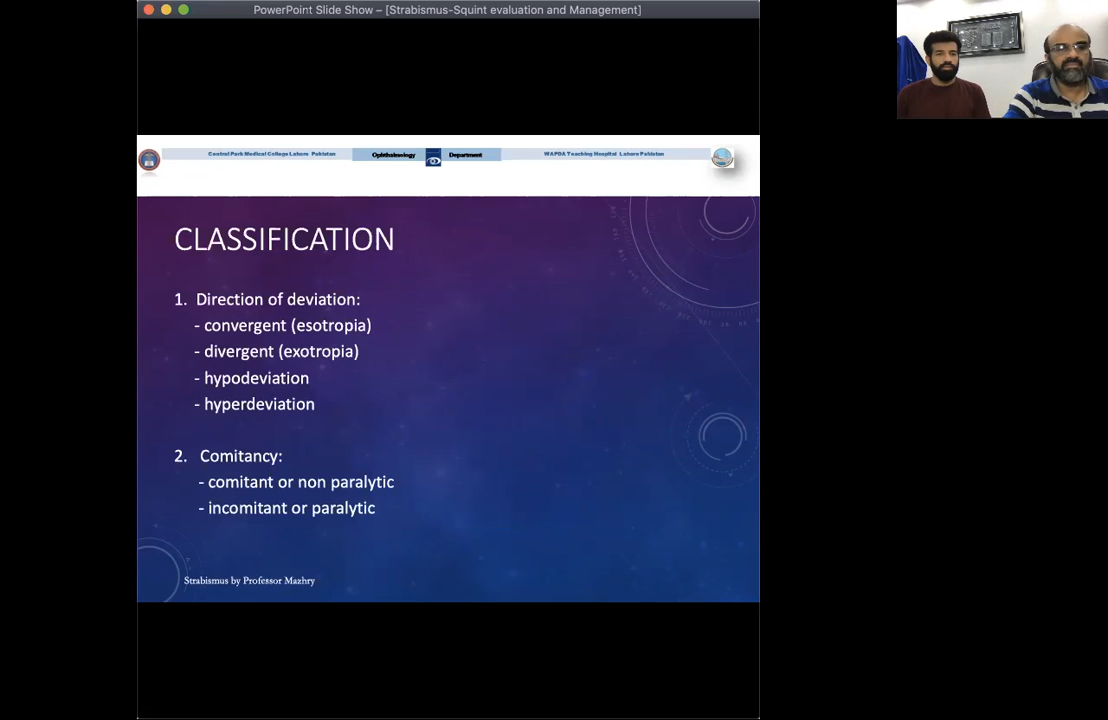 PowerPoint Slide Show – [Strabismus-Squint evaluation and Management]
Central Park Medical College Lahore Pakistan
Ophthalmology Department
WAPDA Teaching Hospital Lahore Pakistan
CLASSIFICATION
1. Direction of deviation:
- convergent (esotropia)
- divergent (exotropia)
- hypodeviation
- hyperdeviation
2. Comitancy:
- comitant or non paralytic
- incomitant or paralytic
Strabismus by Professor Mazhry